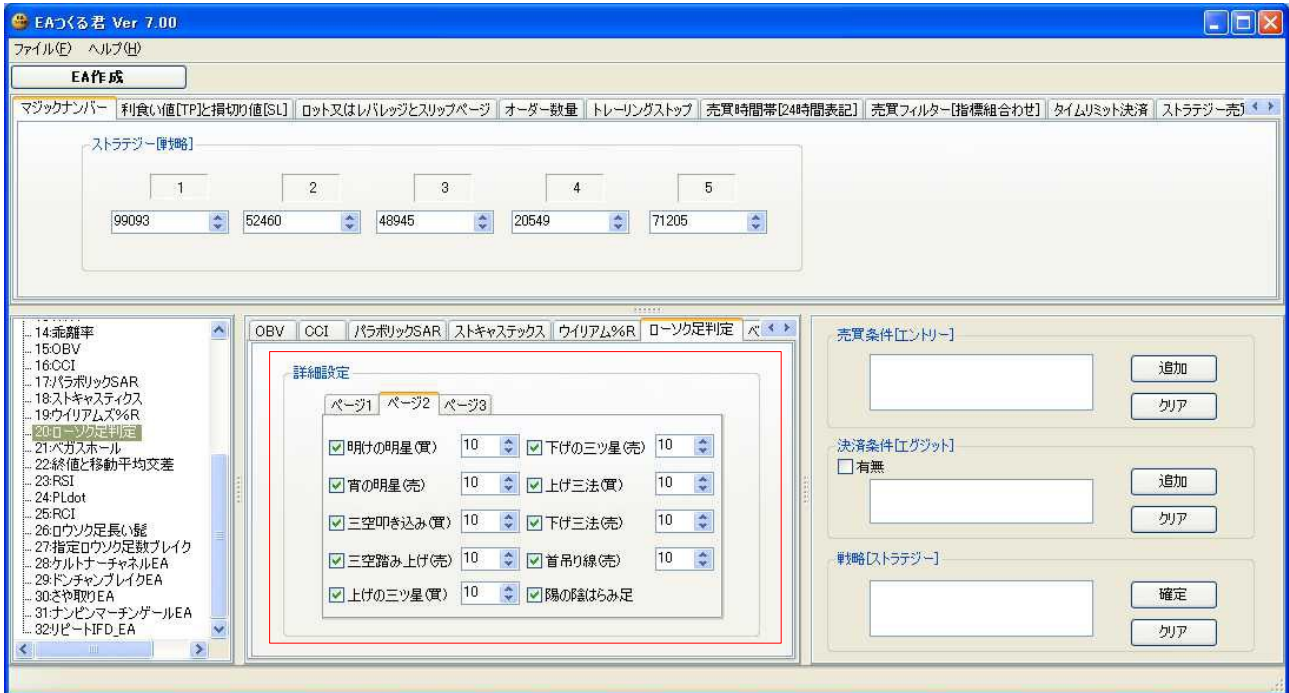 EAつくる君 Ver 7.00
ファイル(F) ヘルプ(H)
EA作成
マジックナンバー 利食い値[TP]と損切り値[SL] ロット又はレバレッジとスリップページ オーダー数量 トレーリングストップ 売買時間帯[24時間表記] 売買フィルター[指標組合わせ] タイムリミット決済 ストラテジー売
ストラテジー[戦略]
1 2 3 4 5
99093 52460 48945 20549 71205
14:乖離率
15:OBV
16:CCI
17:パラボリックSAR
18:ストキャスティクス
19:ウイリアムズ%R
20:ローソク足判定
21:ベガスホール
22:終値と移動平均交差
23:RSI
24:PLdot
25:RCI
26:ロウソク足長い髭
27:指定ロウソク足数ブレイク
28:ケルトナーチャネルEA
29:ドンチャンブレイクEA
30:さや取りEA
31:ナンピンマーチンゲールEA
32:リピートIFD_EA
OBV CCI パラボリックSAR ストキャステックス ウイリアム%R ローソク足判定 ベ
詳細設定
ページ1 ページ2 ページ3
明けの明星(買) 10 下げの三ツ星(売) 10
宵の明星(売) 10 上げ三法(買) 10
三空叩き込み(買) 10 下げ三法(売) 10
三空踏み上げ(売) 10 首吊り線(売) 10
上げの三ツ星(買) 10 陽の陰はらみ足
売買条件[エントリー]
追加
クリア
決済条件[エグジット]
有無
追加
クリア
戦略[ストラテジー]
確定
クリア